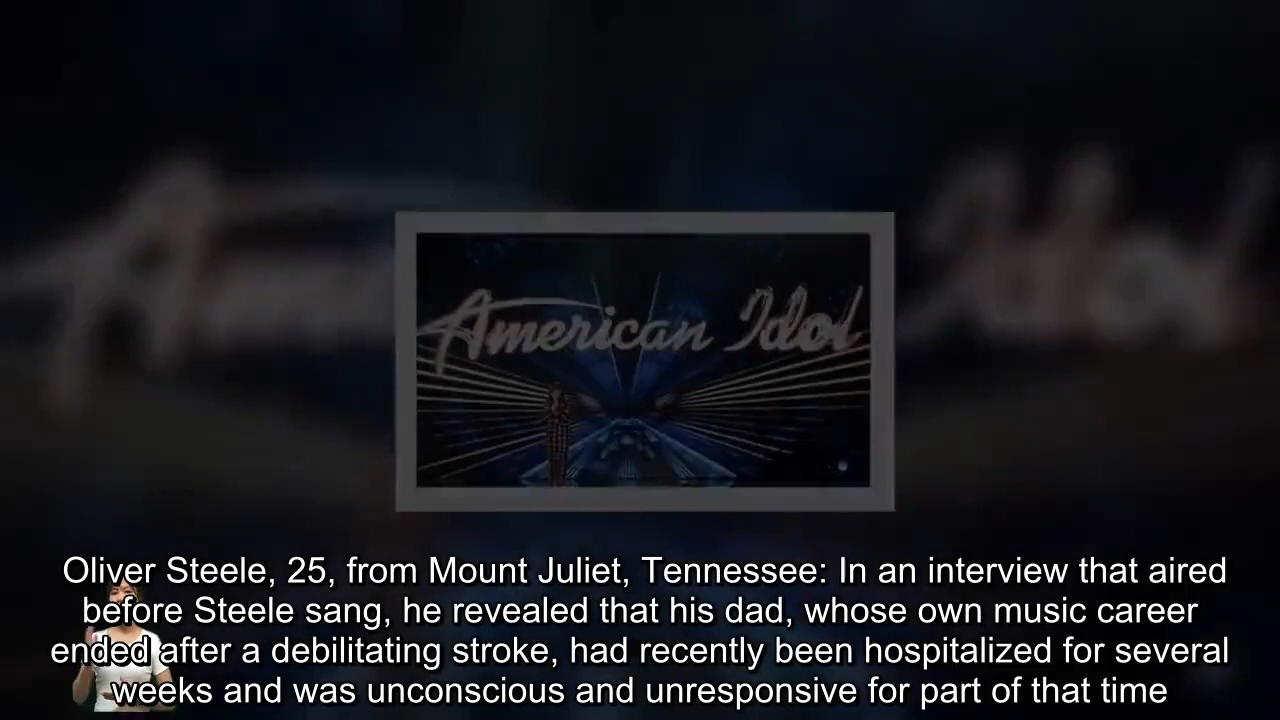 American Idol
American Idol
Oliver Steele, 25, from Mount Juliet, Tennessee: In an interview that aired
before Steele sang, he revealed that his dad, whose own music career
ended after a debilitating stroke, had recently been hospitalized for several
weeks and was unconscious and unresponsive for part of that time